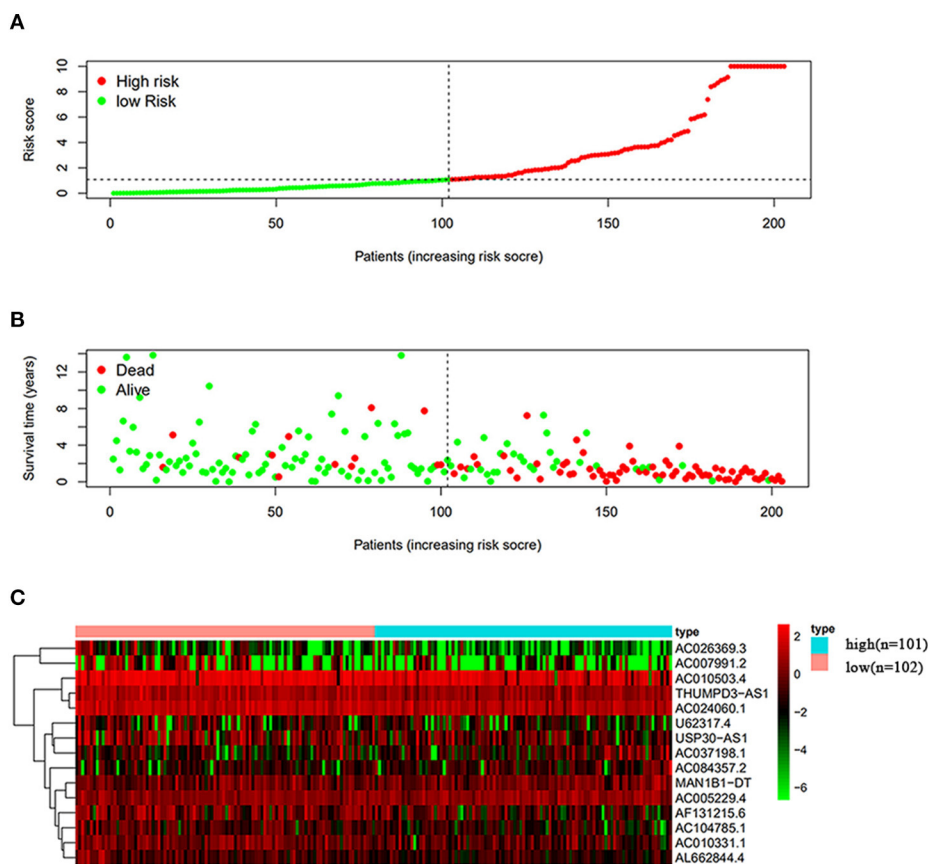 A
Risk score
10
8
6
4
2
0
High risk
low Risk
0
50
100
150
200
Patients (increasing risk socre)
B
Survival time (years)
12
8
4
0
Dead
Alive
0
50
100
150
200
Patients (increasing risk socre)
C
type
AC026369.3
AC007991.2
AC010503.4
THUMPD3-AS1
AC024060.1
U62317.4
USP30-AS1
AC037198.1
AC084357.2
MAN1B1-DT
AC005229.4
AF131215.6
AC104785.1
AC010331.1
AL662844.4
2
0
-2
-4
-6
type
high(n=101)
low(n=102)